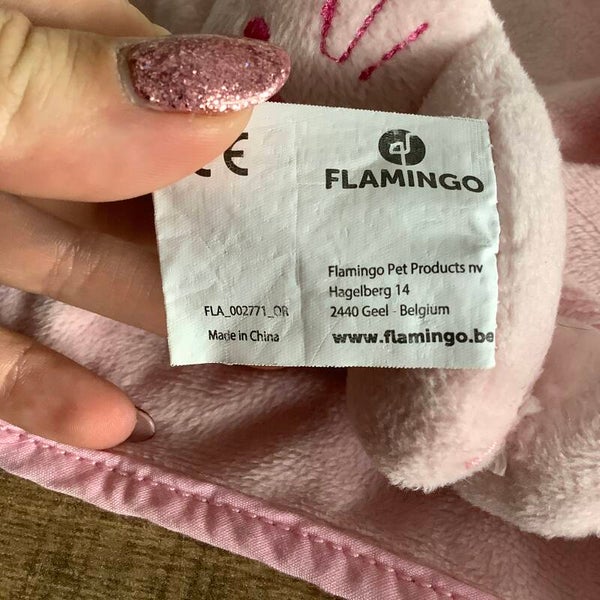 CE
FLAMINGO
Flamingo Pet Products nv
Hagelberg 14
2440 Geel - Belgium
www.flamingo.be
FLA_002771_OR
Made in China